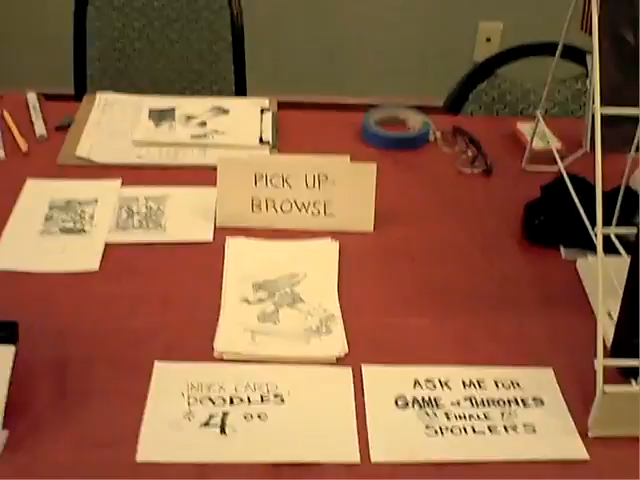 PICK UP.
BROWSE
INDEX CARD
DOODLES
$4.00
ASK ME FOR
GAME of THRONES
"FINALE"
SPOILERS